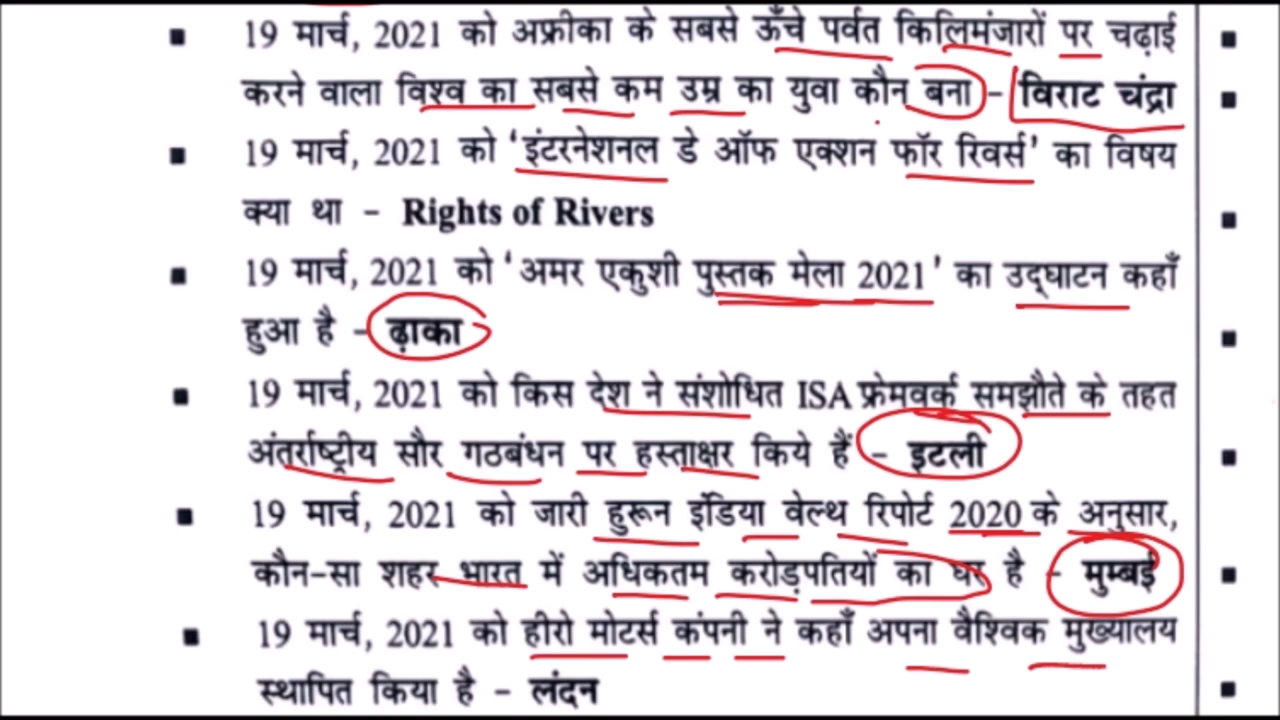 ▪ 19 मार्च, 2021 को अफ्रीका के सबसे ऊँचे पर्वत किलिमंजारों पर चढ़ाई
करने वाला विश्व का सबसे कम उम्र का युवा कौन बना – विराट चंद्रा
▪ 19 मार्च, 2021 को ‘इंटरनेशनल डे ऑफ एक्शन फॉर रिवर्स’ का विषय
क्या था – Rights of Rivers
▪ 19 मार्च, 2021 को ‘अमर एकुशी पुस्तक मेला 2021’ का उद्घाटन कहाँ
हुआ है – ढ़ाका
▪ 19 मार्च, 2021 को किस देश ने संशोधित ISA फ्रेमवर्क समझौते के तहत
अंतर्राष्ट्रीय सौर गठबंधन पर हस्ताक्षर किये हैं – इटली
▪ 19 मार्च, 2021 को जारी हुरून इंडिया वेल्थ रिपोर्ट 2020 के अनुसार,
कौन-सा शहर भारत में अधिकतम करोड़पतियों का घर है – मुम्बई
▪ 19 मार्च, 2021 को हीरो मोटर्स कंपनी ने कहाँ अपना वैश्विक मुख्यालय
स्थापित किया है – लंदन